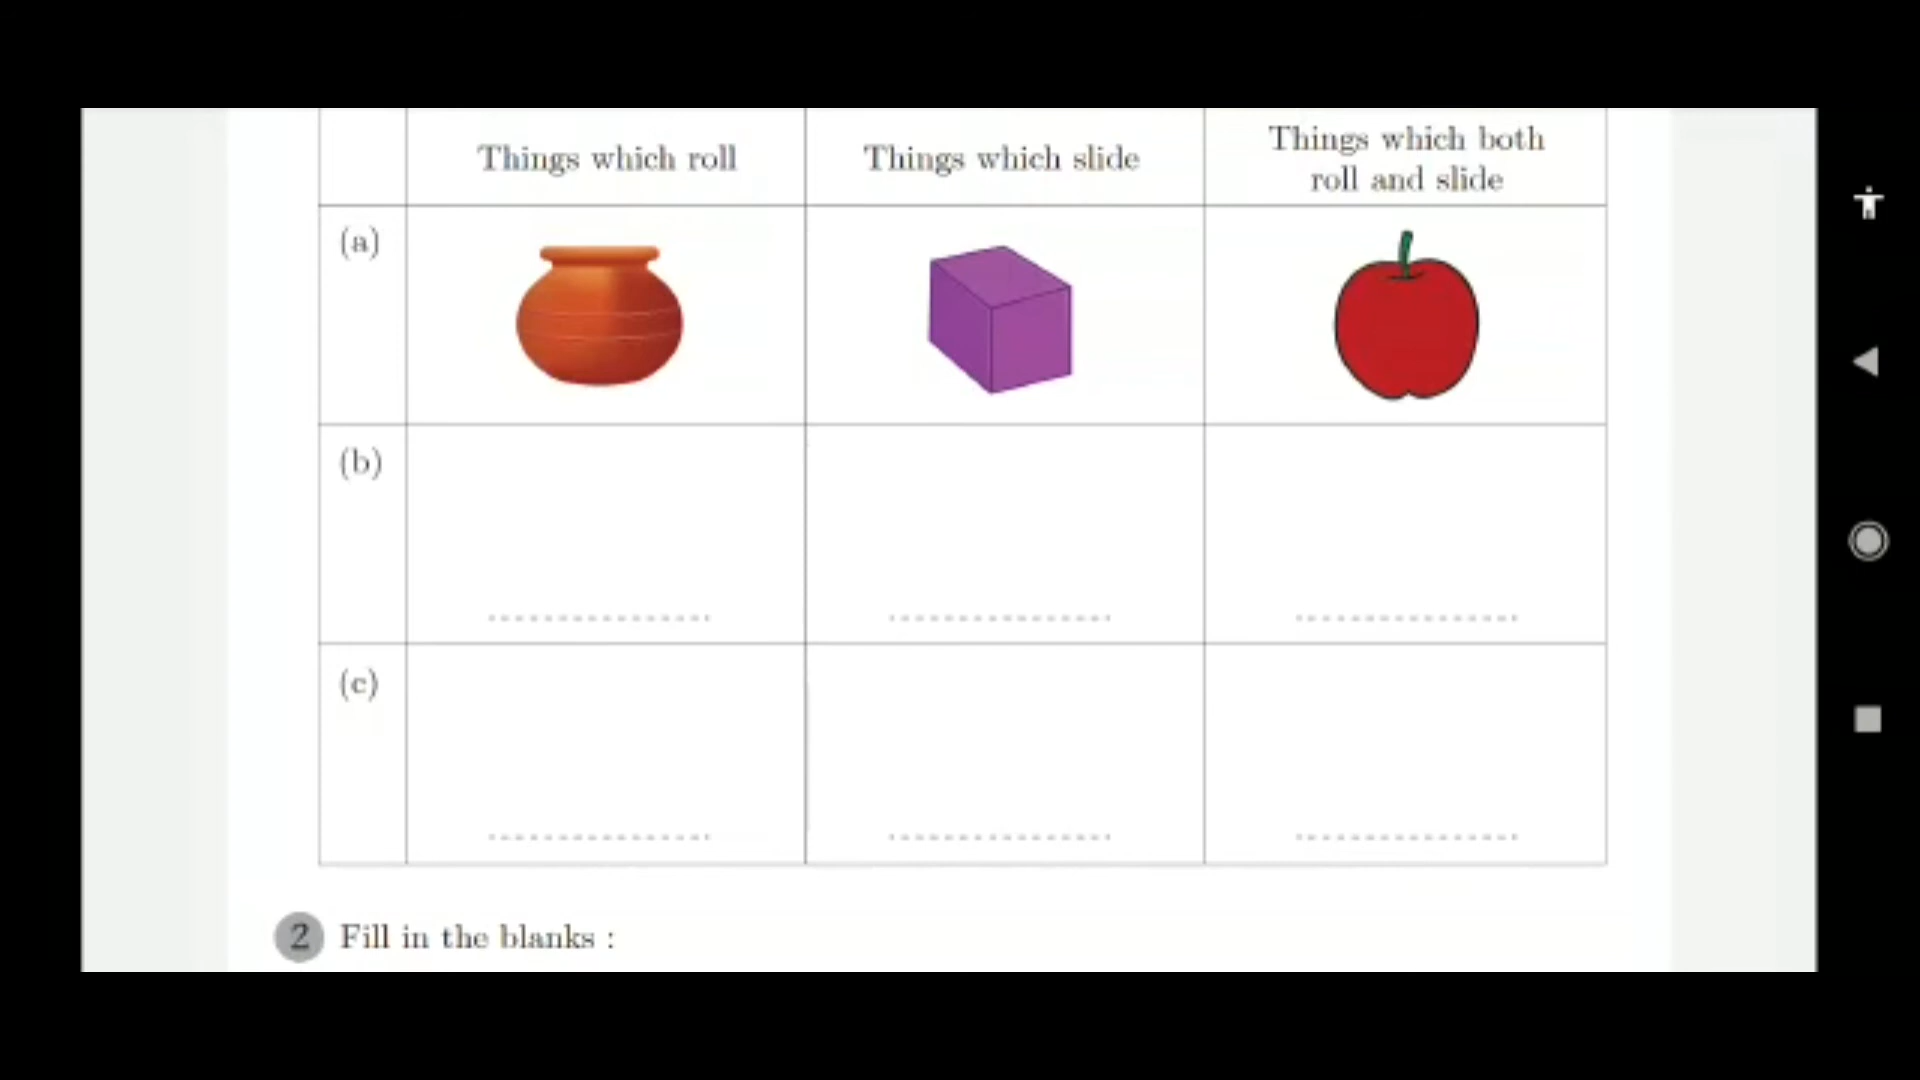 Things which roll
Things which slide
Things which both
roll and slide
(a)
(b)
(c)
2 Fill in the blanks :